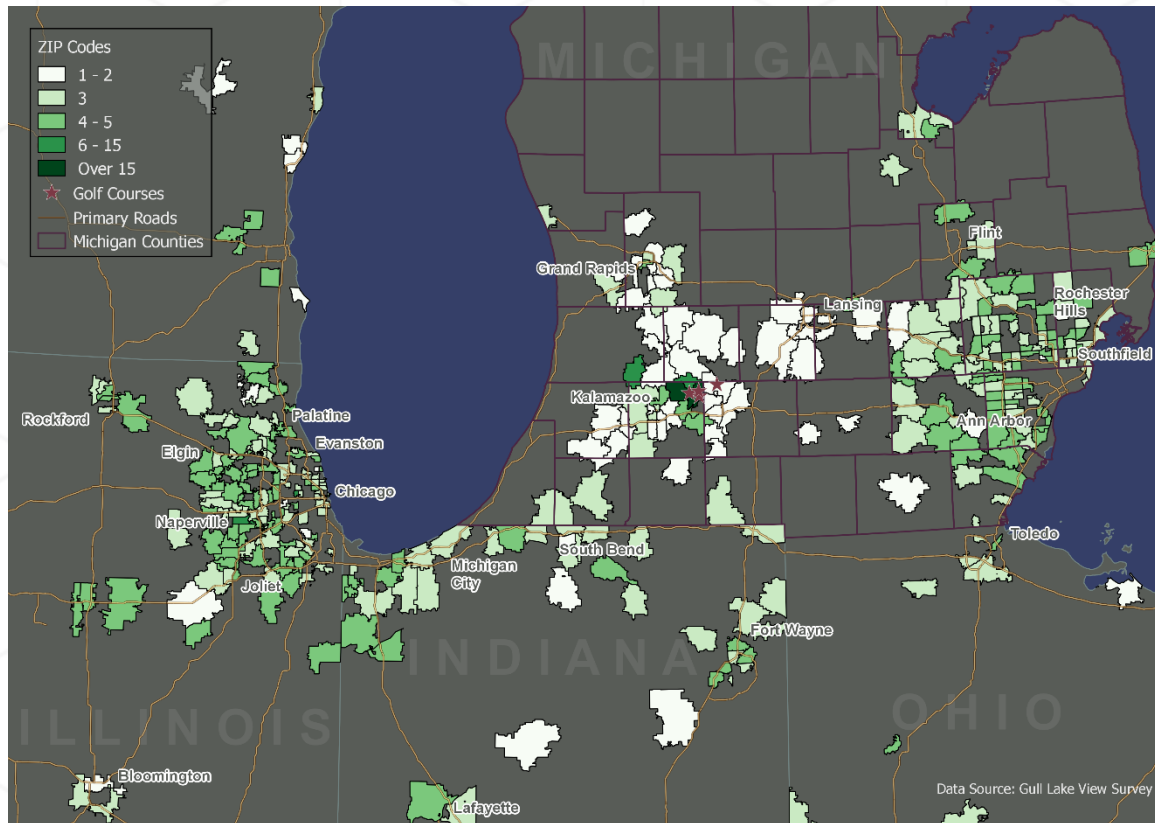 MICHIGAN
ZIP Codes
1 - 2
3
4 - 5
6 - 15
Over 15
Golf Courses
Primary Roads
Michigan Counties
Flint
Grand Rapids
Lansing
Rochester
Hills
Southfield
Kalamazoo
Rockford
Palatine
Ann Arbor
Evanston
Elgin
Chicago
Naperville
Toledo
South Bend
Michigan
City
Joliet
Fort Wayne
INDIANA
ILLINOIS
OHIO
Bloomington
Lafayette
Data Source: Gull Lake View Survey